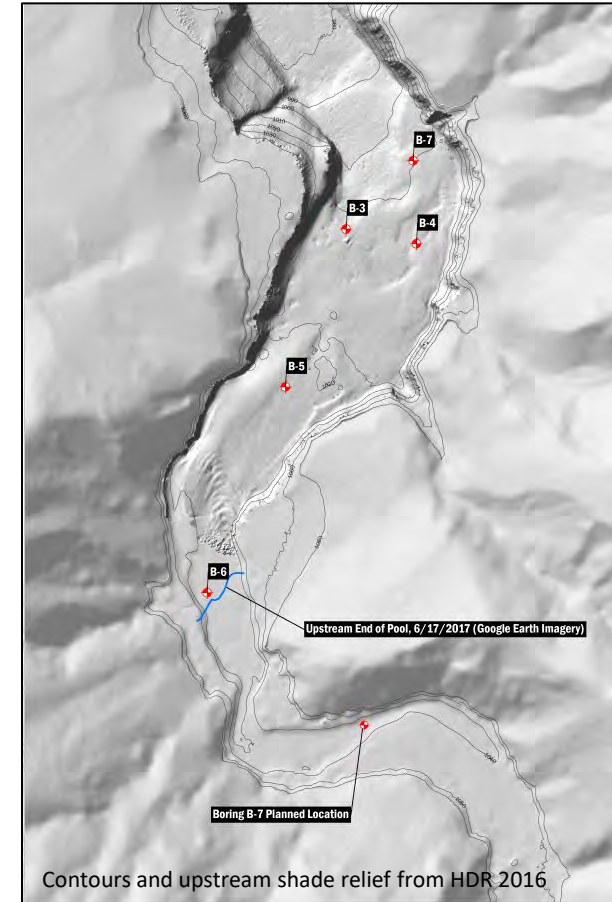 B-7
B-3
B-4
B-5
1020
B-6
Upstream End of Pool, 6/17/2017 (Google Earth Imagery)
Boring B-7 Planned Location
Contours and upstream shade relief from HDR 2016